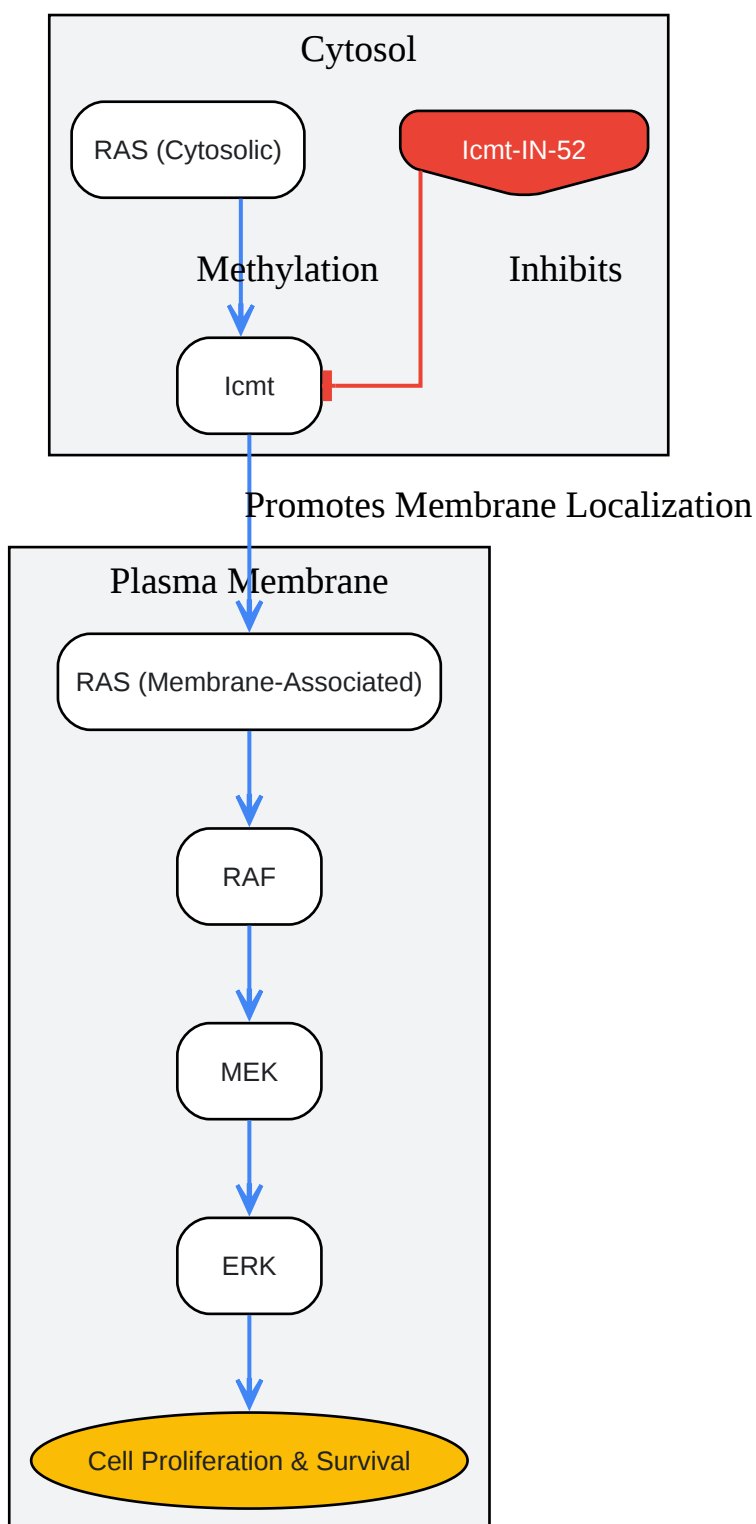 Cytosol
RAS (Cytosolic)
Icmt-IN-52
Methylation
Inhibits
Icmt
Promotes Membrane Localization
Plasma Membrane
RAS (Membrane-Associated)
RAF
MEK
ERK
Cell Proliferation & Survival